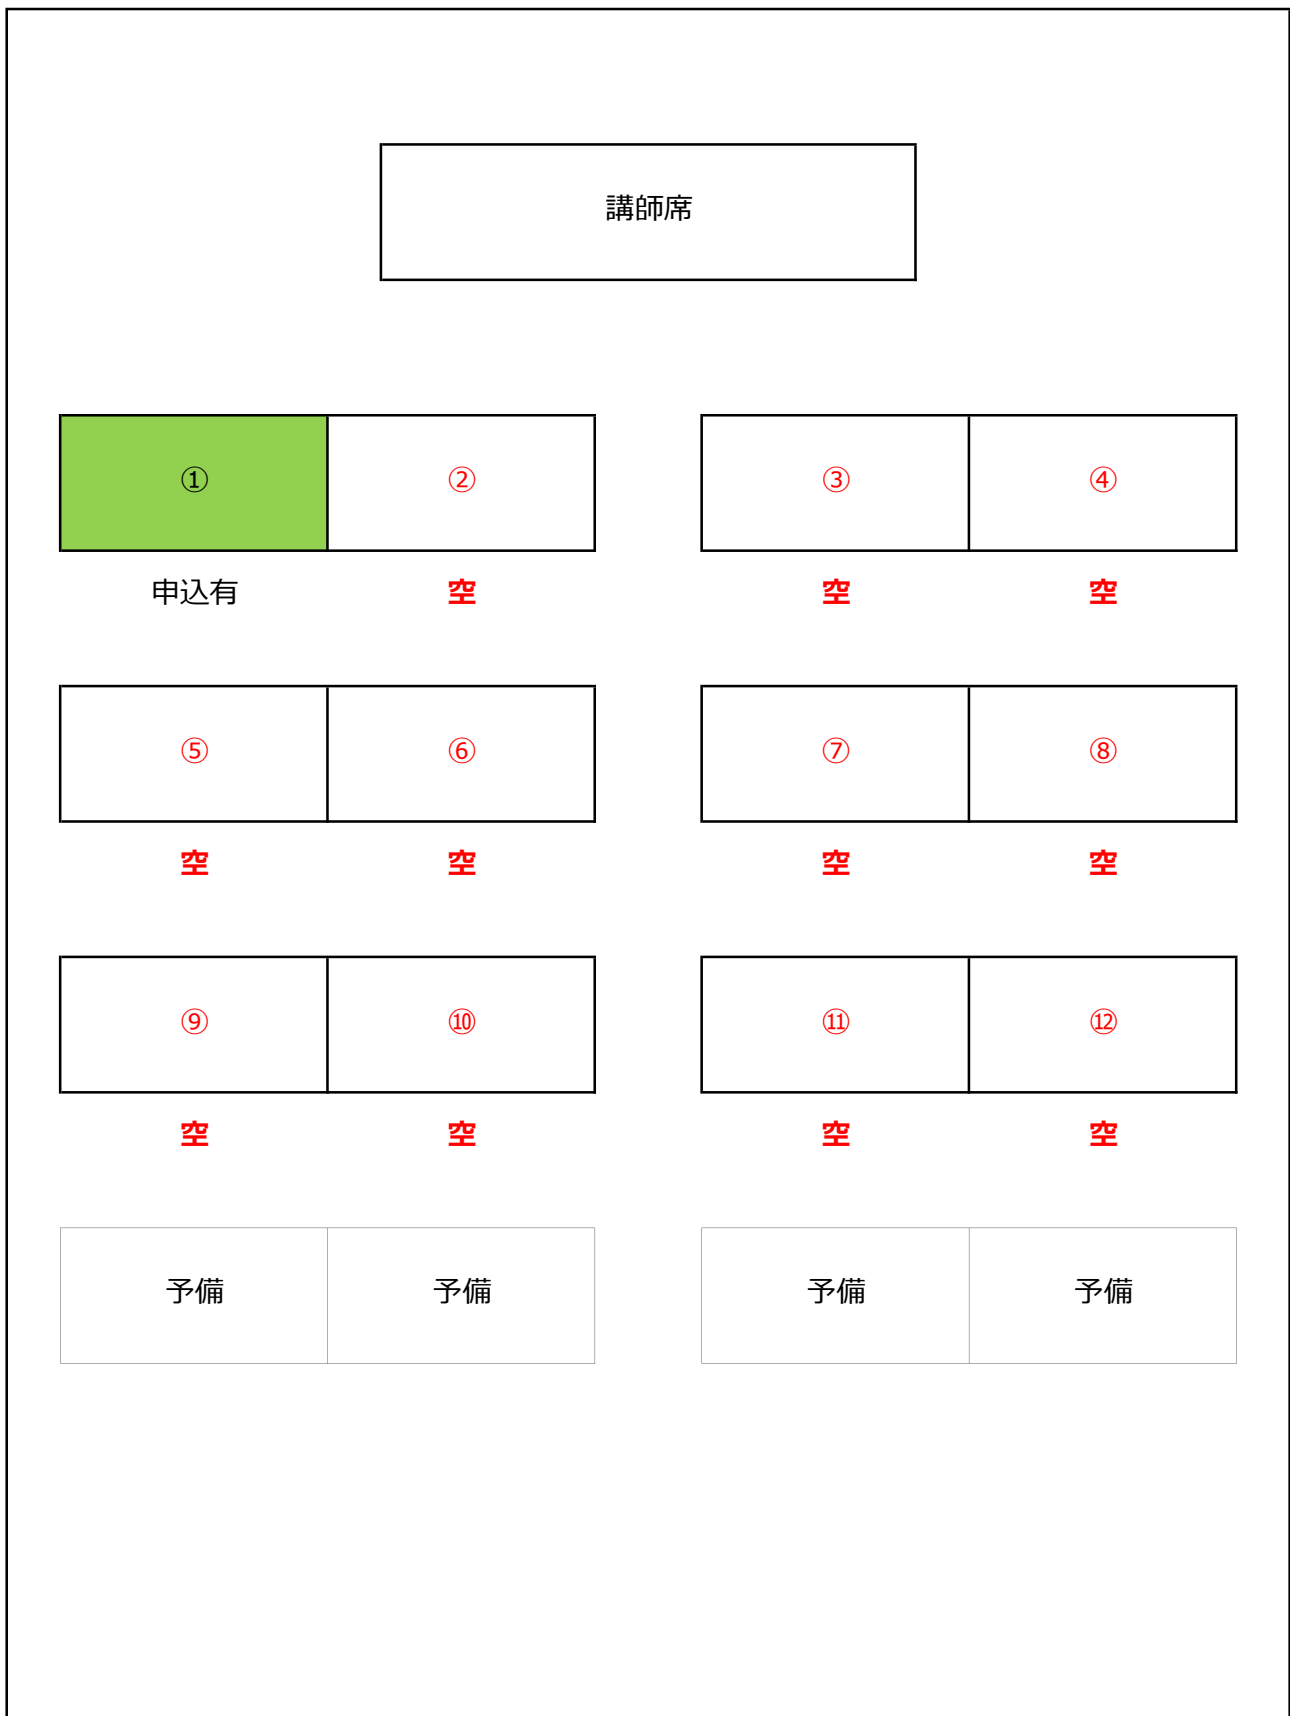 講師席
① ② ③ ④
申込有 空 空 空
⑤ ⑥ ⑦ ⑧
空 空 空 空
⑨ ⑩ ⑪ ⑫
空 空 空 空
予備 予備 予備 予備